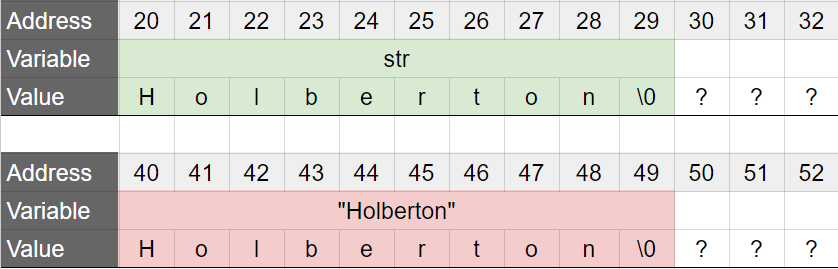 Address 20 21 22 23 24 25 26 27 28 29 30 31 32
Variable str
Value H o l b e r t o n \0 ? ? ?
Address 40 41 42 43 44 45 46 47 48 49 50 51 52
Variable "Holberton"
Value H o l b e r t o n \0 ? ? ?